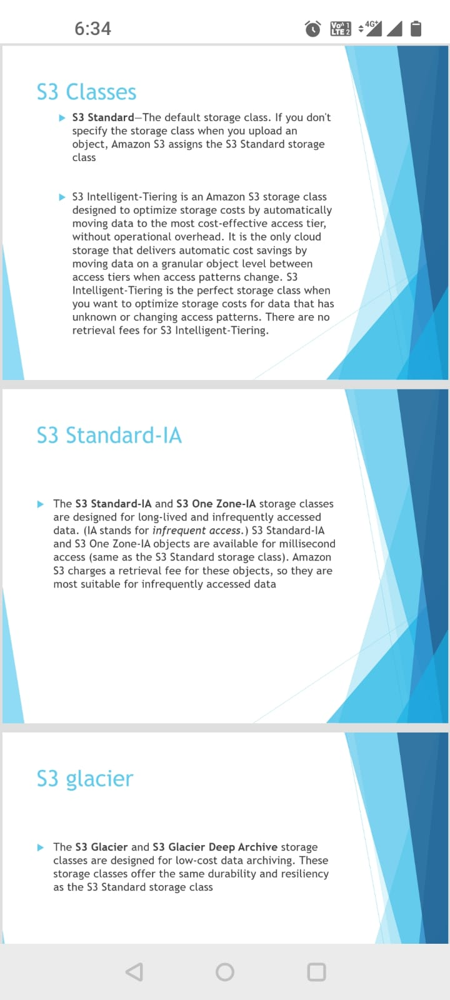 6:34
Vo)) 1
LTE 2
4G+
S3 Classes
S3 Standard—The default storage class. If you don't
specify the storage class when you upload an
object, Amazon S3 assigns the S3 Standard storage
class
S3 Intelligent-Tiering is an Amazon S3 storage class
designed to optimize storage costs by automatically
moving data to the most cost-effective access tier,
without operational overhead. It is the only cloud
storage that delivers automatic cost savings by
moving data on a granular object level between
access tiers when access patterns change. S3
Intelligent-Tiering is the perfect storage class when
you want to optimize storage costs for data that has
unknown or changing access patterns. There are no
retrieval fees for S3 Intelligent-Tiering.
S3 Standard-IA
The S3 Standard-IA and S3 One Zone-IA storage classes
are designed for long-lived and infrequently accessed
data. (IA stands for infrequent access.) S3 Standard-IA
and S3 One Zone-IA objects are available for millisecond
access (same as the S3 Standard storage class). Amazon
S3 charges a retrieval fee for these objects, so they are
most suitable for infrequently accessed data
S3 glacier
The S3 Glacier and S3 Glacier Deep Archive storage
classes are designed for low-cost data archiving. These
storage classes offer the same durability and resiliency
as the S3 Standard storage class